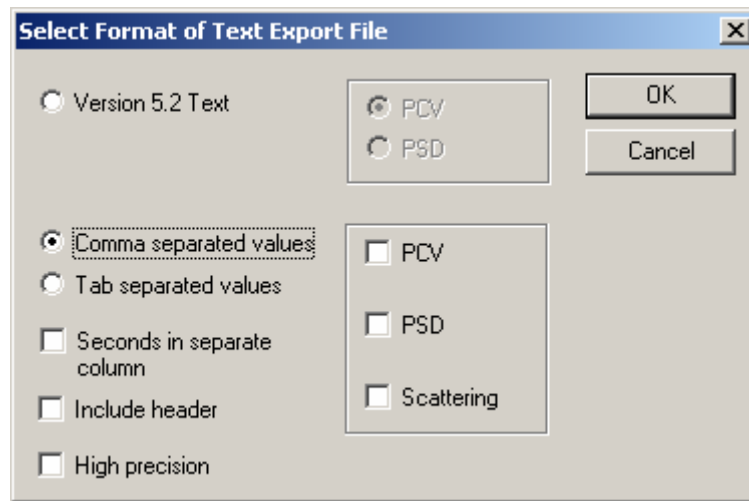 Select Format of Text Export File
Version 5.2 Text
PCV
PSD
OK
Cancel
Comma separated values
Tab separated values
Seconds in separate
column
Include header
High precision
PCV
PSD
Scattering